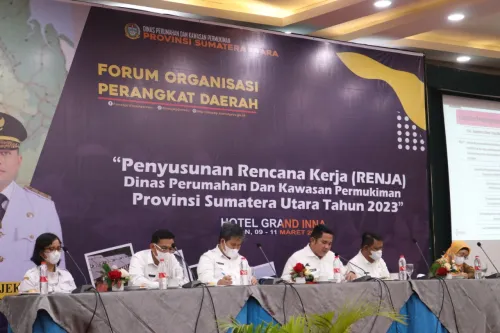 DINAS PERUMAHAN DAN KAWASAN PERMUKIMAN
PROVINSI SUMATERA UTARA
FORUM ORGANISASI
PERANGKAT DAERAH
"Penyusunan Rencana Kerja (RENJA)
Dinas Perumahan Dan Kawasan Permukiman
Provinsi Sumatera Utara Tahun 2023"
HOTEL GRAND INNA
N, 09 - 11 MARET